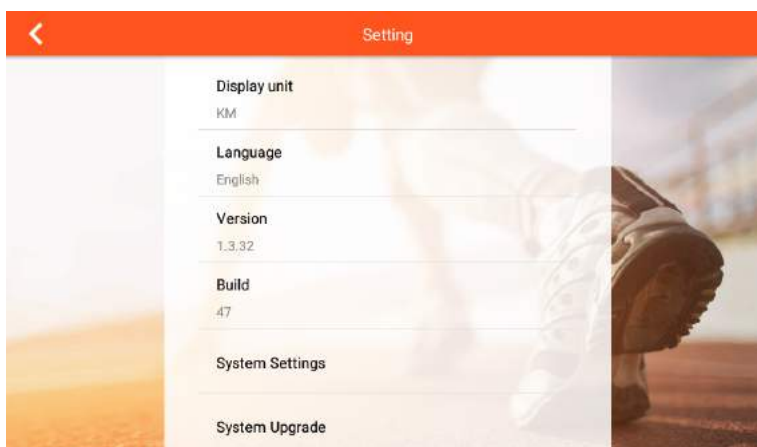 Setting
Display unit
KM
Language
English
Version
1.3.32
Build
47
System Settings
System Upgrade